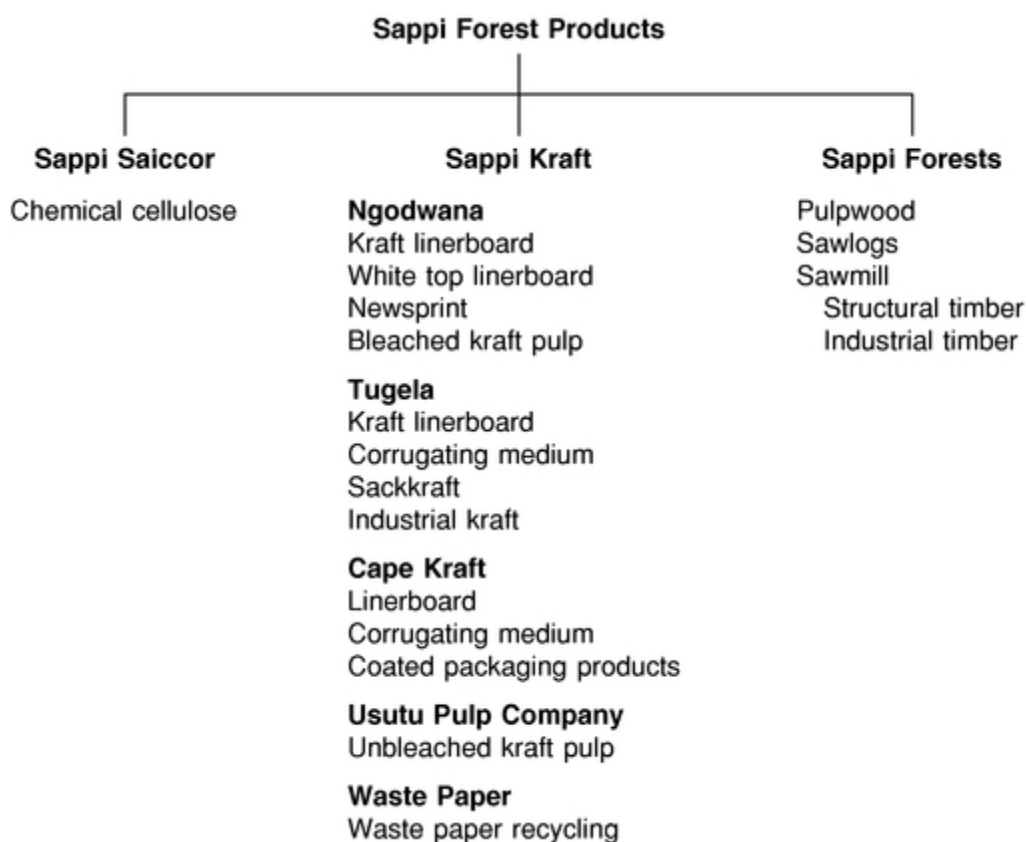 Sappi Forest Products
Sappi Saiccor
Chemical cellulose
Sappi Kraft
Ngodwana
Kraft linerboard
White top linerboard
Newsprint
Bleached kraft pulp
Tugela
Kraft linerboard
Corrugating medium
Sackkraft
Industrial kraft
Cape Kraft
Linerboard
Corrugating medium
Coated packaging products
Usutu Pulp Company
Unbleached kraft pulp
Waste Paper
Waste paper recycling
Sappi Forests
Pulpwood
Sawlogs
Sawmill
Structural timber
Industrial timber